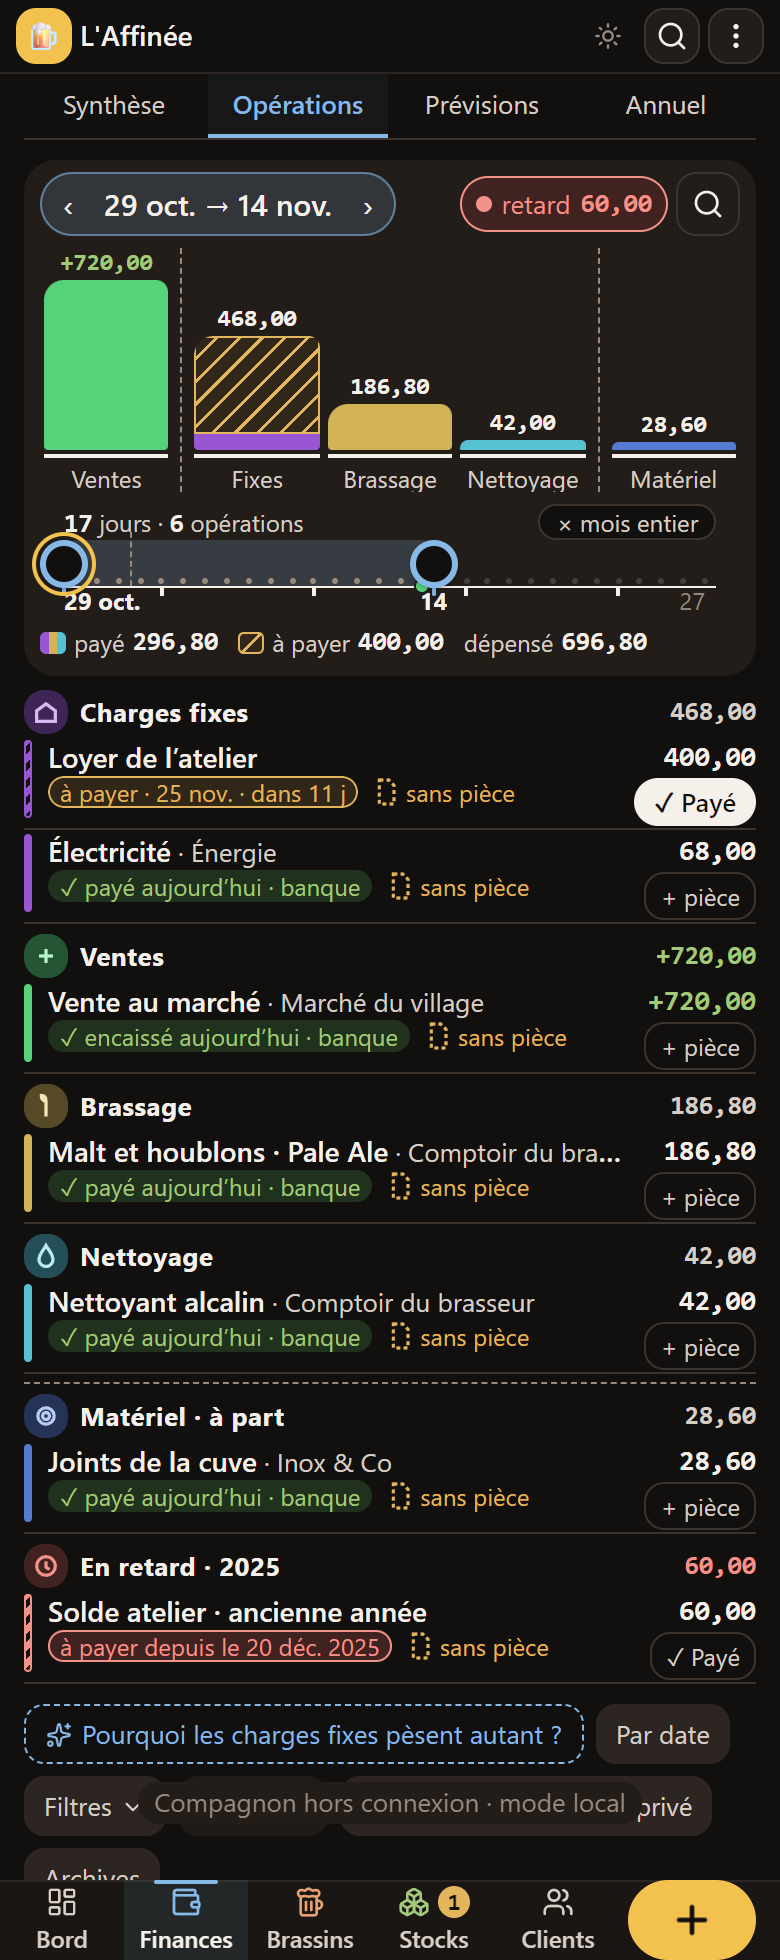 L'Affinée
Synthèse Opérations Prévisions Annuel
‹ 29 oct. → 14 nov. › retard 60,00
+720,00
468,00
186,80
42,00
28,60
Ventes Fixes Brassage Nettoyage Matériel
17 jours · 6 opérations × mois entier
29 oct. 14 27
payé 296,80 à payer 400,00 dépensé 696,80
Charges fixes 468,00
Loyer de l’atelier 400,00
à payer · 25 nov. · dans 11 j sans pièce ✓ Payé
Électricité · Énergie 68,00
✓ payé aujourd’hui · banque sans pièce + pièce
Ventes +720,00
Vente au marché · Marché du village +720,00
✓ encaissé aujourd’hui · banque sans pièce + pièce
Brassage 186,80
Malt et houblons · Pale Ale · Comptoir du bra... 186,80
✓ payé aujourd’hui · banque sans pièce + pièce
Nettoyage 42,00
Nettoyant alcalin · Comptoir du brasseur 42,00
✓ payé aujourd’hui · banque sans pièce + pièce
Matériel · à part 28,60
Joints de la cuve · Inox & Co 28,60
✓ payé aujourd’hui · banque sans pièce + pièce
En retard · 2025 60,00
Solde atelier · ancienne année 60,00
à payer depuis le 20 déc. 2025 sans pièce ✓ Payé
Pourquoi les charges fixes pèsent autant ? Par date
Filtres Compagnon hors connexion · mode local privé
Archives
1
Bord Finances Brassins Stocks Clients +